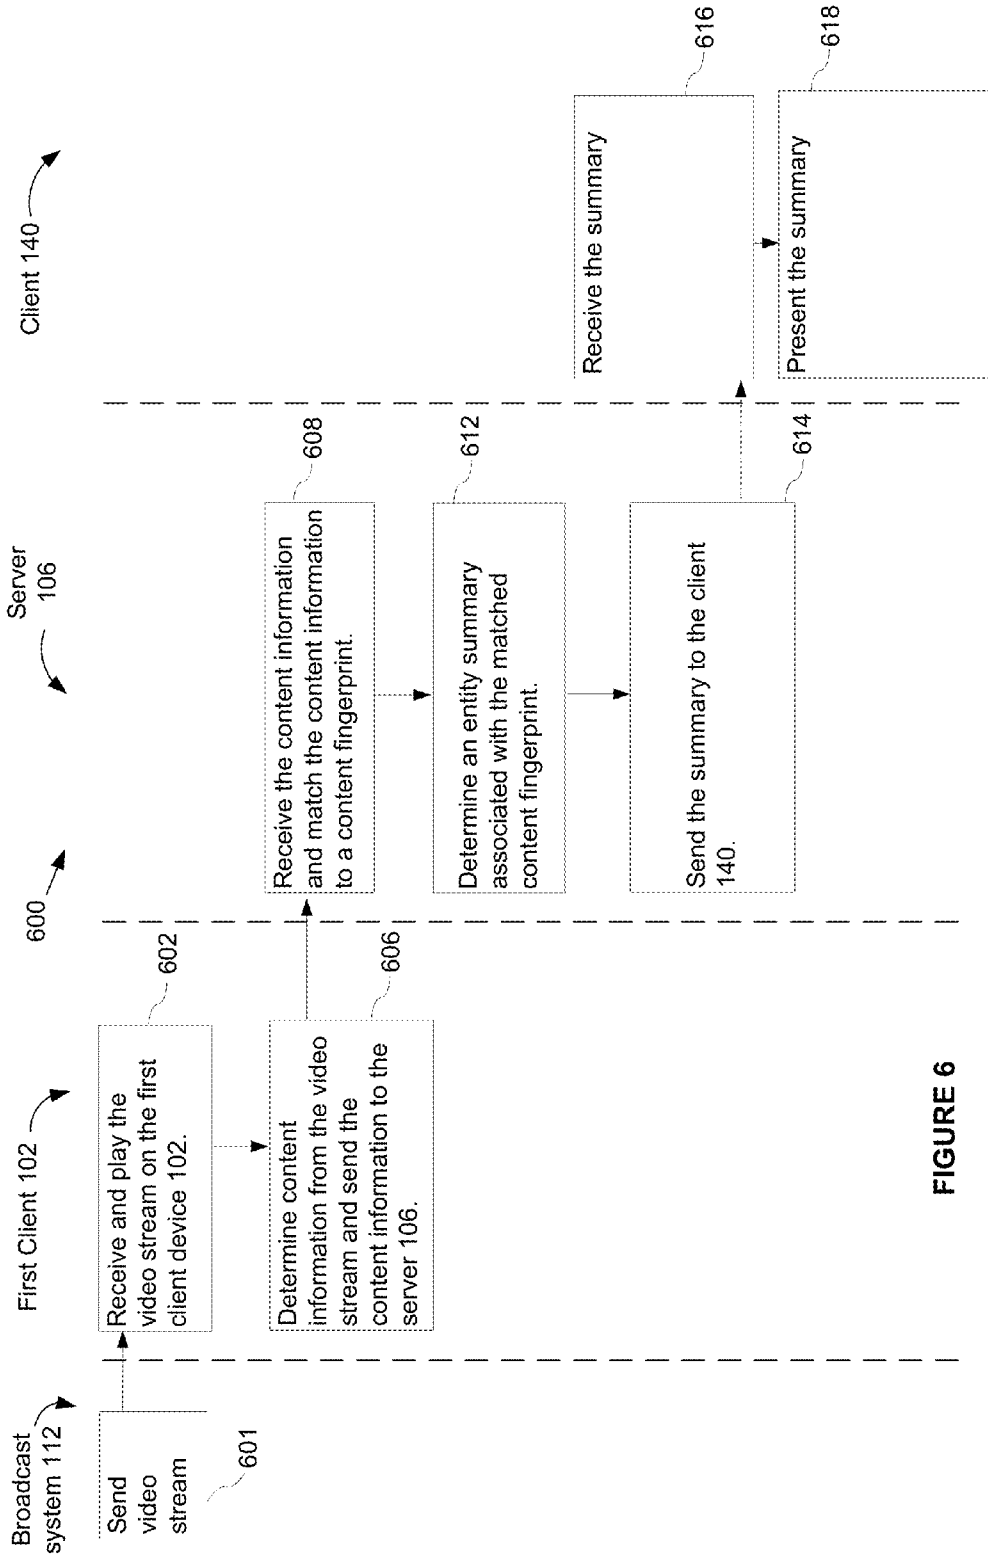 600
Broadcast
system 112
First Client 102
Server
106
Client 140
Send
video
stream
601
Receive and play the
video stream on the first
client device 102.
602
Determine content
information from the video
stream and send the
content information to the
server 106.
606
Receive the content information
and match the content information
to a content fingerprint.
608
Determine an entity summary
associated with the matched
content fingerprint.
612
Send the summary to the client
140.
614
Receive the summary
616
Present the summary
618
FIGURE 6